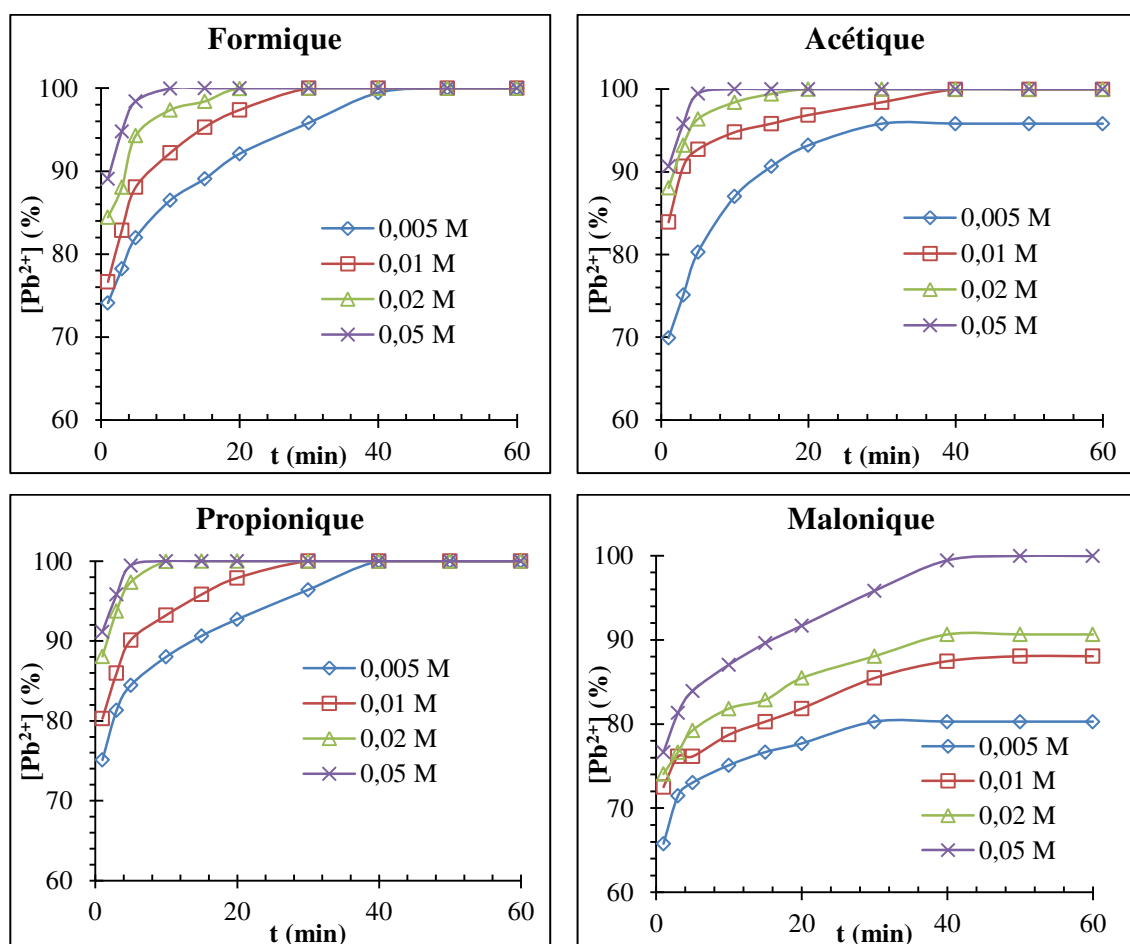 Formique
[Pb²⁺] (%)
100
90
80
70
60
0,005 M
0,01 M
0,02 M
0,05 M
0
20
40
60
t (min)
Acétique
[Pb²⁺] (%)
100
90
80
70
60
0,005 M
0,01 M
0,02 M
0,05 M
0
20
40
60
t (min)
Propionique
[Pb²⁺] (%)
100
90
80
70
60
0,005 M
0,01 M
0,02 M
0,05 M
0
20
40
60
t (min)
Malonique
[Pb²⁺] (%)
100
90
80
70
60
0,005 M
0,01 M
0,02 M
0,05 M
0
20
40
60
t (min)